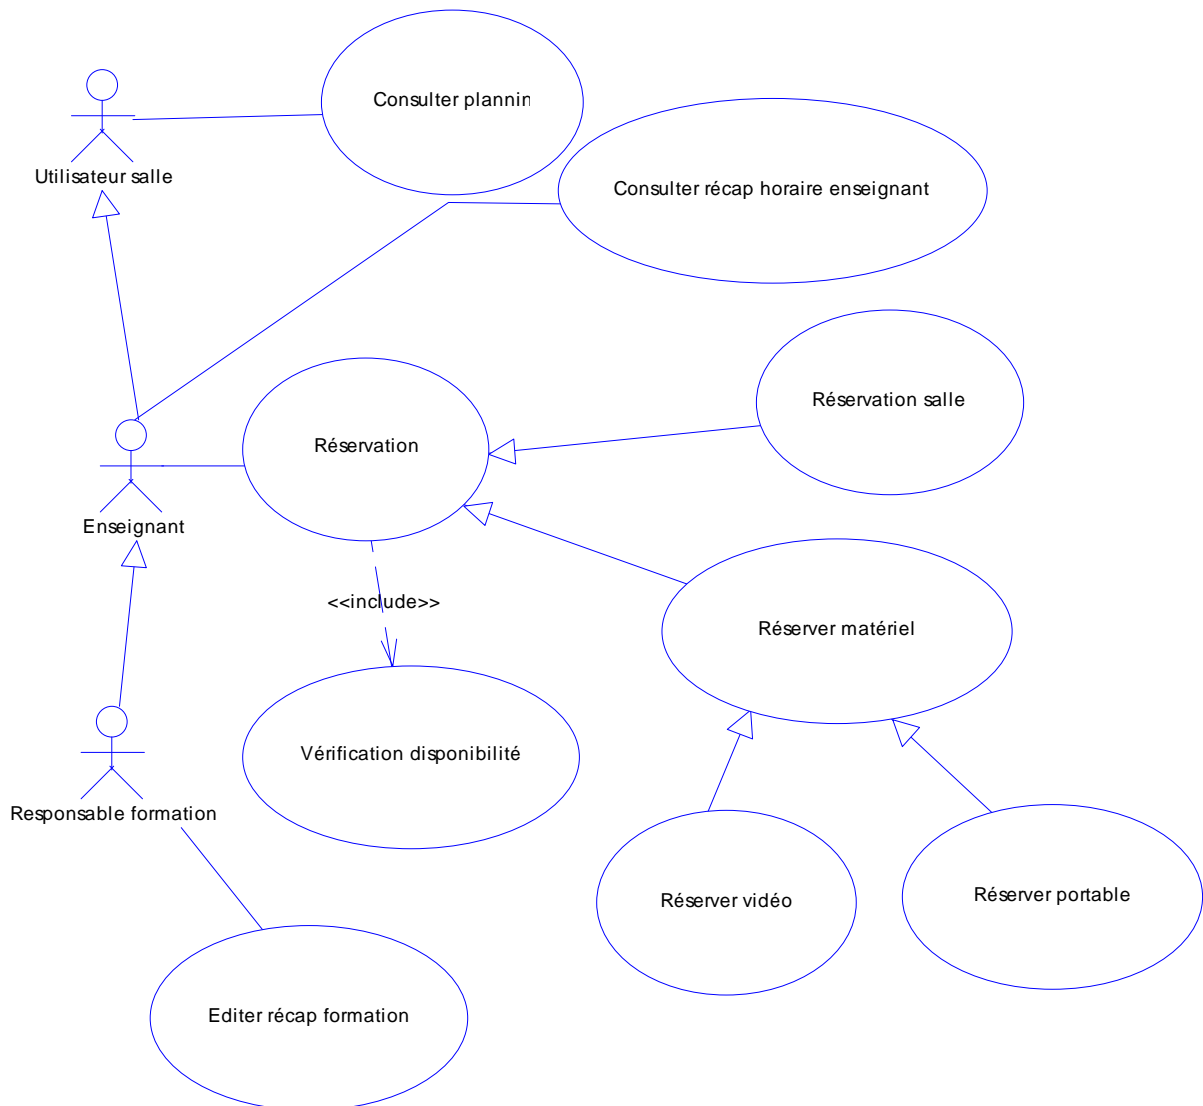 Consulter plannin
Utilisateur salle
Consulter récap horaire enseignant
Réservation salle
Réservation
Enseignant
<<include>>
Réserver matériel
Vérification disponibilité
Responsable formation
Réserver vidéo
Réserver portable
Editer récap formation